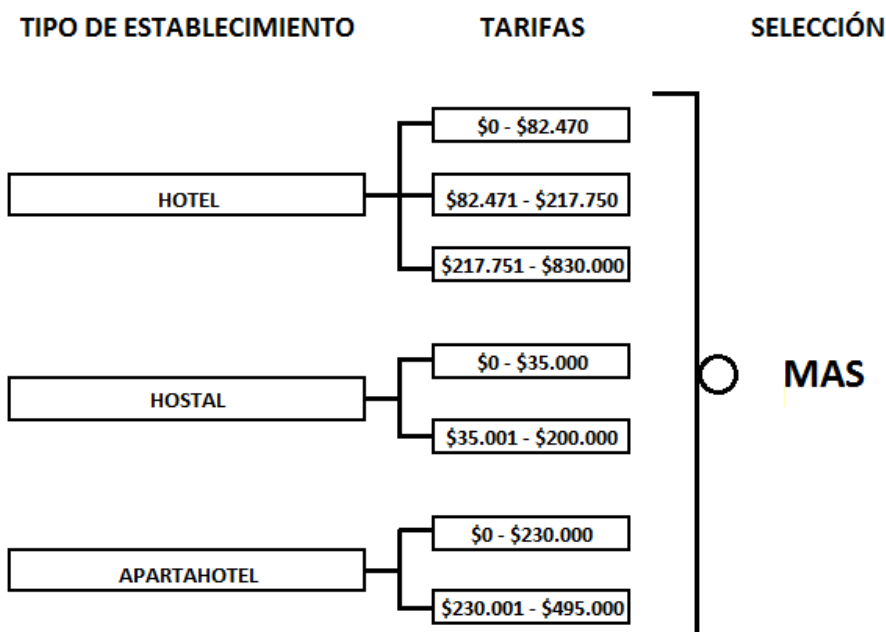 TIPO DE ESTABLECIMIENTO TARIFAS SELECCIÓN
$0 - $82.470
HOTEL
$82.471 - $217.750
$217.751 - $830.000
$0 - $35.000
HOSTAL
$35.001 - $200.000
MAS
$0 - $230.000
APARTAHOTEL
$230.001 - $495.000